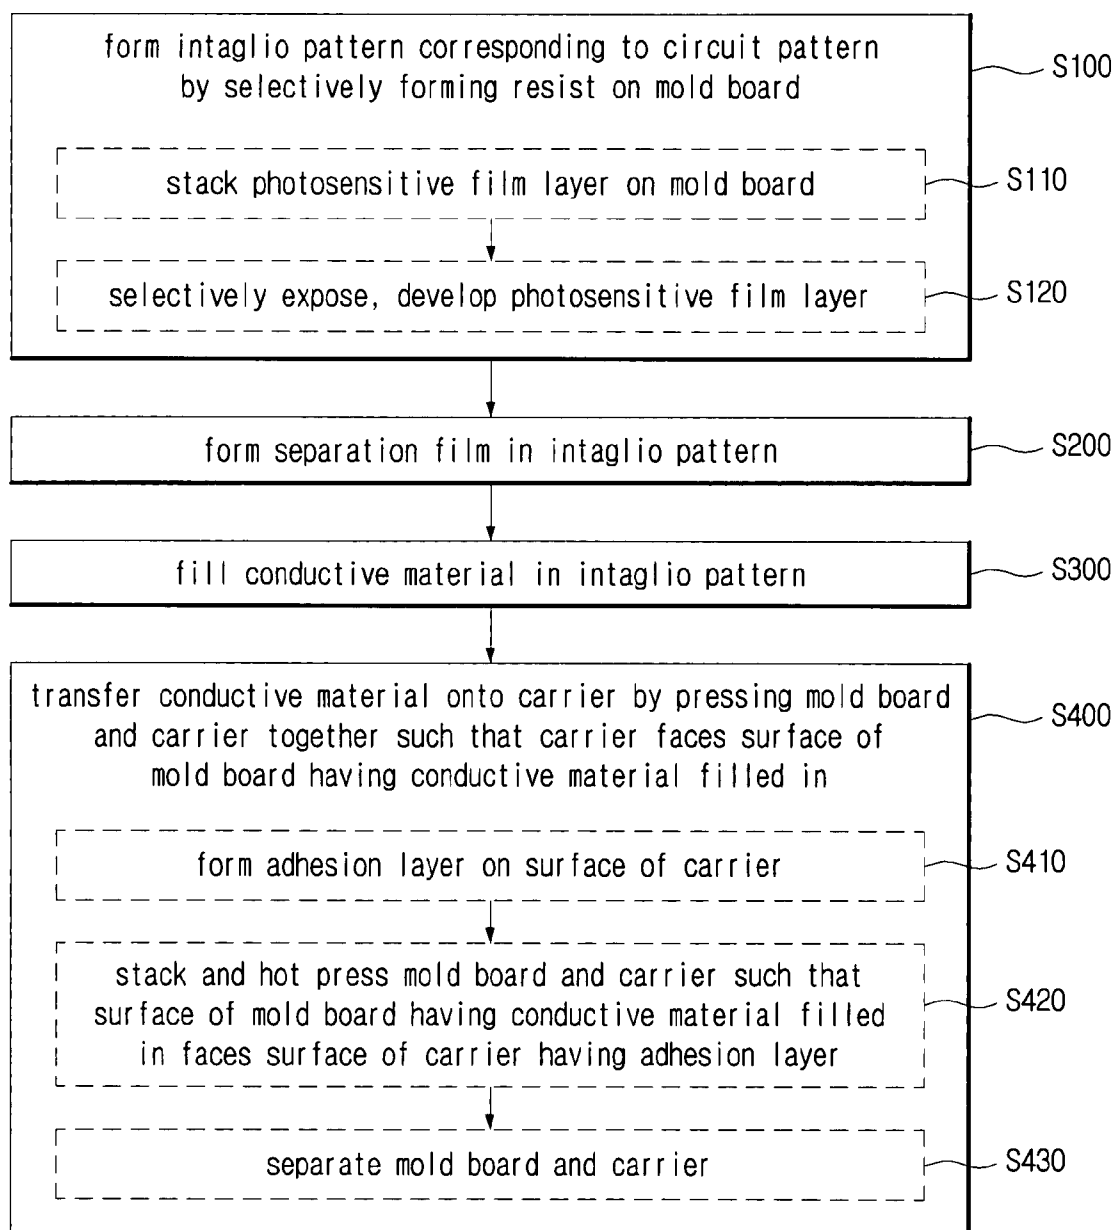 form intaglio pattern corresponding to circuit pattern
by selectively forming resist on mold board
S100
stack photosensitive film layer on mold board
S110
selectively expose, develop photosensitive film layer
S120
form separation film in intaglio pattern
S200
fill conductive material in intaglio pattern
S300
transfer conductive material onto carrier by pressing mold board
and carrier together such that carrier faces surface of
mold board having conductive material filled in
S400
form adhesion layer on surface of carrier
S410
stack and hot press mold board and carrier such that
surface of mold board having conductive material filled
in faces surface of carrier having adhesion layer
S420
separate mold board and carrier
S430